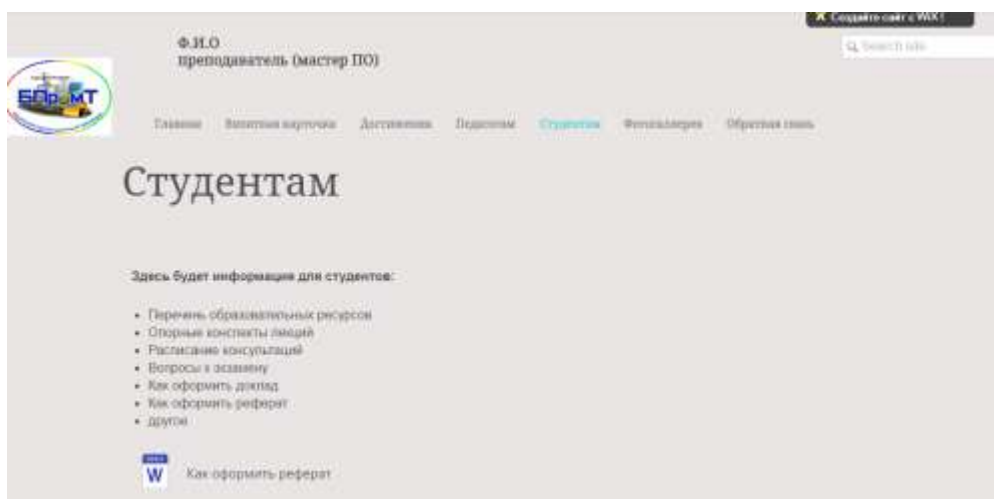 Создайте сайт с WIX!
Ф.И.О
преподаватель (мастер ПО)
Search site
БПромТ
Главная Визитная карточка Достижения Педагогам Студентам Фотогаллерея Обратная связь
Студентам
Здесь будет информация для студентов:
Перечень образовательных ресурсов
Опорные конспекты лекций
Расписание консультаций
Вопросы к экзамену
Как оформить доклад
Как оформить реферат
другое
W
Как оформить реферат